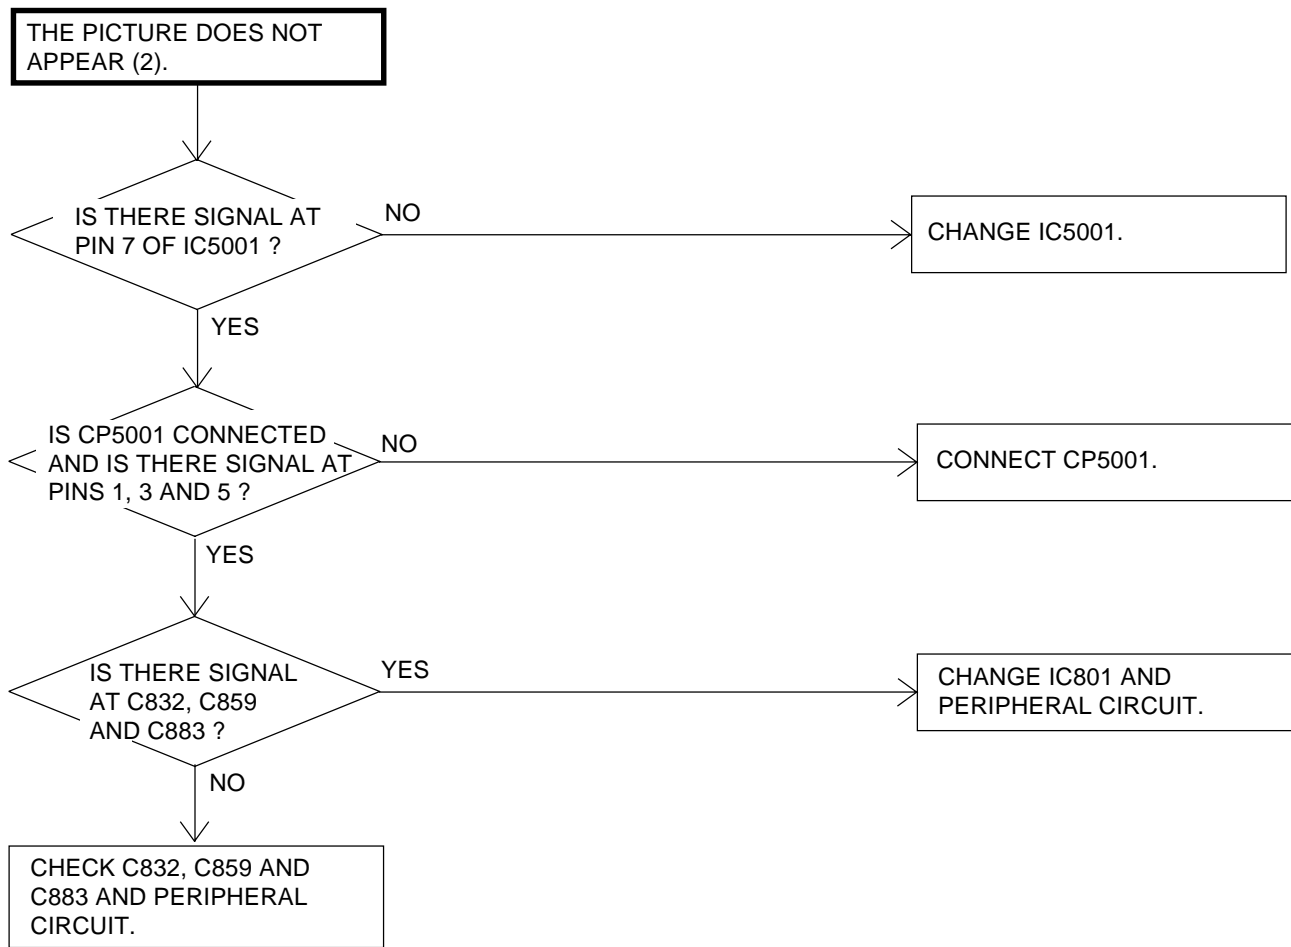 THE PICTURE DOES NOT
APPEAR (2).
IS THERE SIGNAL AT
PIN 7 OF IC5001 ?
NO
CHANGE IC5001.
YES
IS CP5001 CONNECTED
AND IS THERE SIGNAL AT
PINS 1, 3 AND 5 ?
NO
CONNECT CP5001.
YES
IS THERE SIGNAL
AT C832, C859
AND C883 ?
YES
CHANGE IC801 AND
PERIPHERAL CIRCUIT.
NO
CHECK C832, C859 AND
C883 AND PERIPHERAL
CIRCUIT.